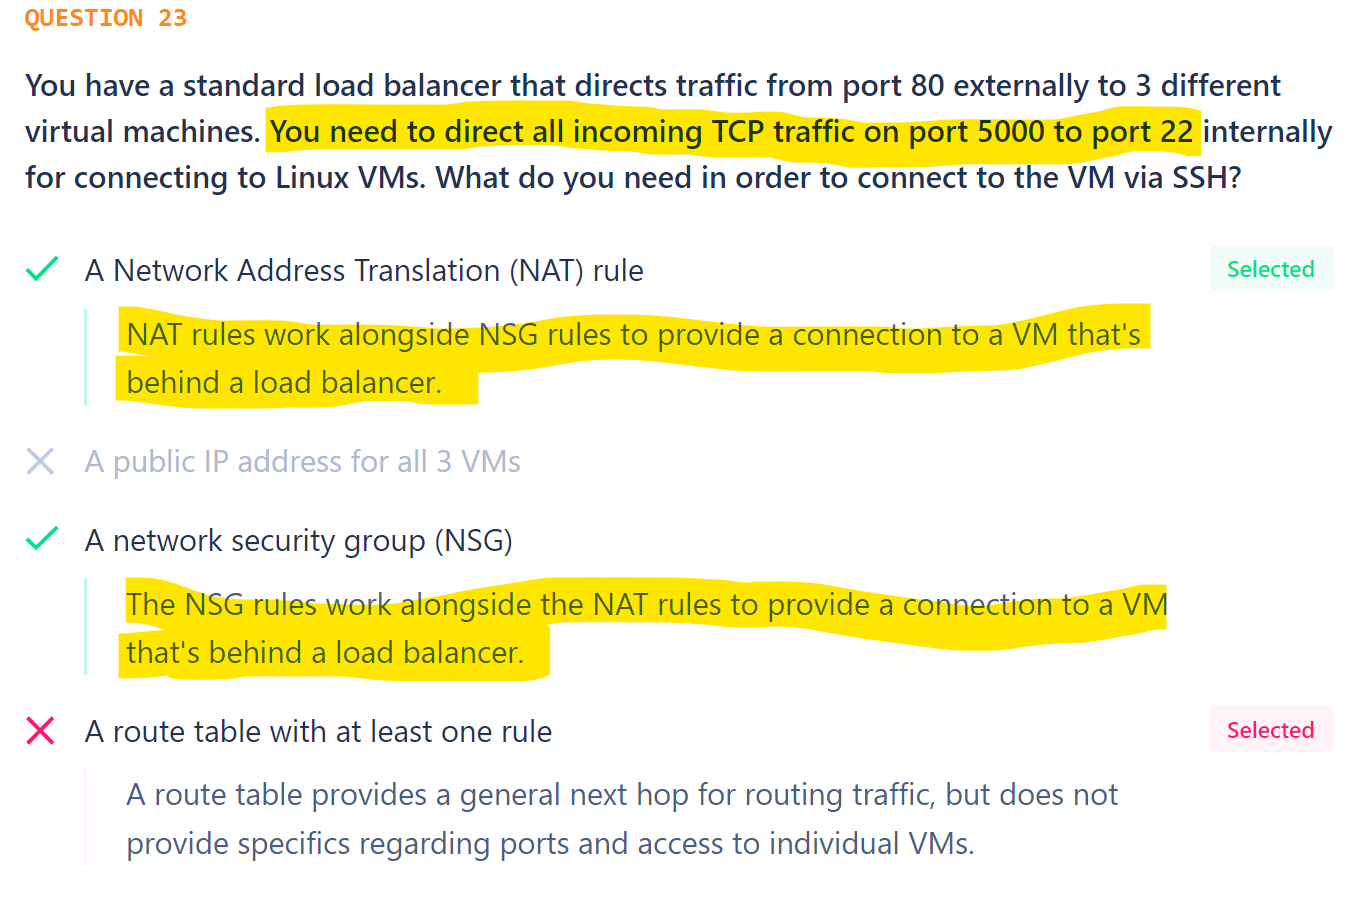 QUESTION 23
You have a standard load balancer that directs traffic from port 80 externally to 3 different
virtual machines. You need to direct all incoming TCP traffic on port 5000 to port 22 internally
for connecting to Linux VMs. What do you need in order to connect to the VM via SSH?
A Network Address Translation (NAT) rule
Selected
NAT rules work alongside NSG rules to provide a connection to a VM that's
behind a load balancer.
A public IP address for all 3 VMs
A network security group (NSG)
The NSG rules work alongside the NAT rules to provide a connection to a VM
that's behind a load balancer.
A route table with at least one rule
Selected
A route table provides a general next hop for routing traffic, but does not
provide specifics regarding ports and access to individual VMs.